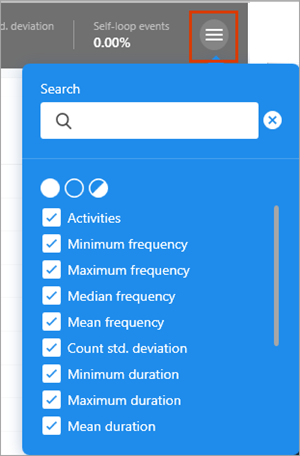 td. deviation
Self-loop events
0.00%
Search
Activities
Minimum frequency
Maximum frequency
Median frequency
Mean frequency
Count std. deviation
Minimum duration
Maximum duration
Mean duration